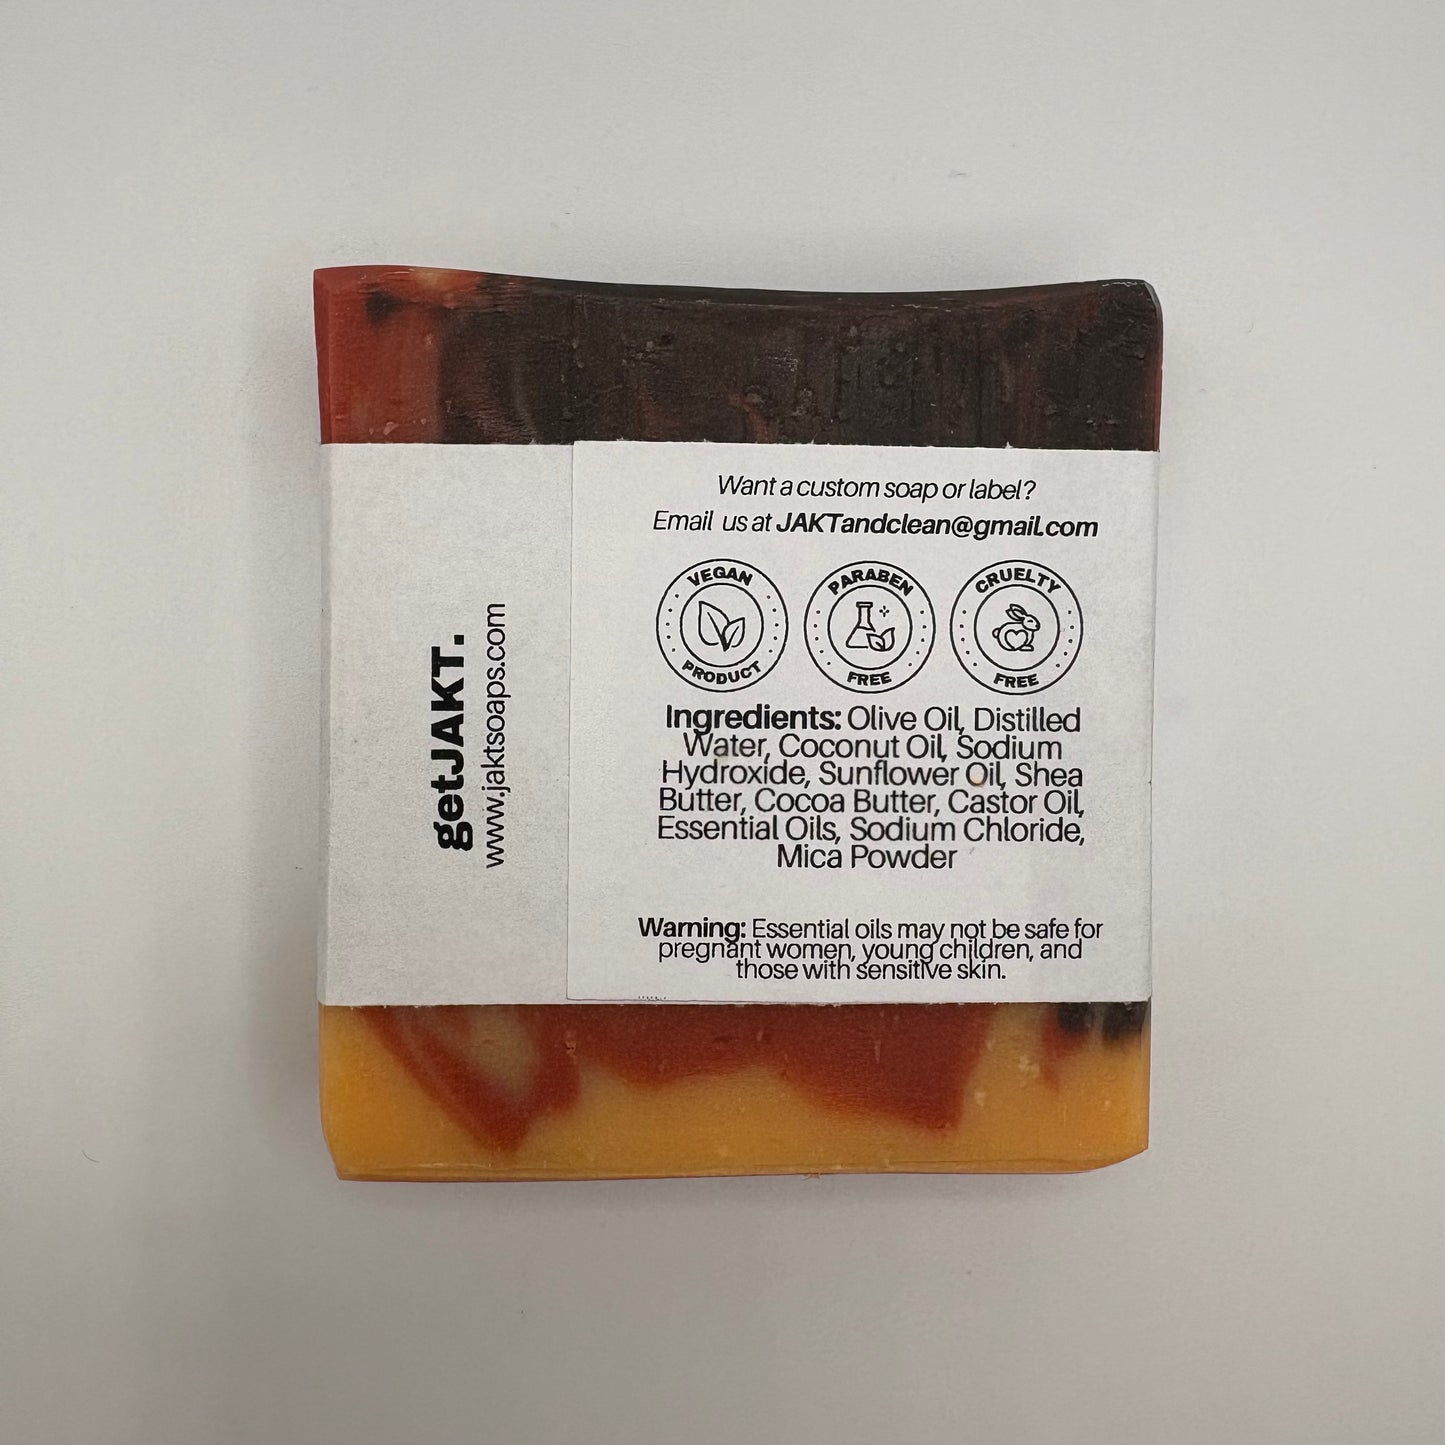 getJAKT.
www.jaktsoaps.com
Want a custom soap or label?
Email us at JAKTandclean@gmail.com
VEGAN
PRODUCT
PARABEN
FREE
CRUELTY
FREE
Ingredients: Olive Oil, Distilled
Water, Coconut Oil, Sodium
Hydroxide, Sunflower Oil, Shea
Butter, Cocoa Butter, Castor Oil,
Essential Oils, Sodium Chloride,
Mica Powder
Warning: Essential oils may not be safe for
pregnant women, young children, and
those with sensitive skin.